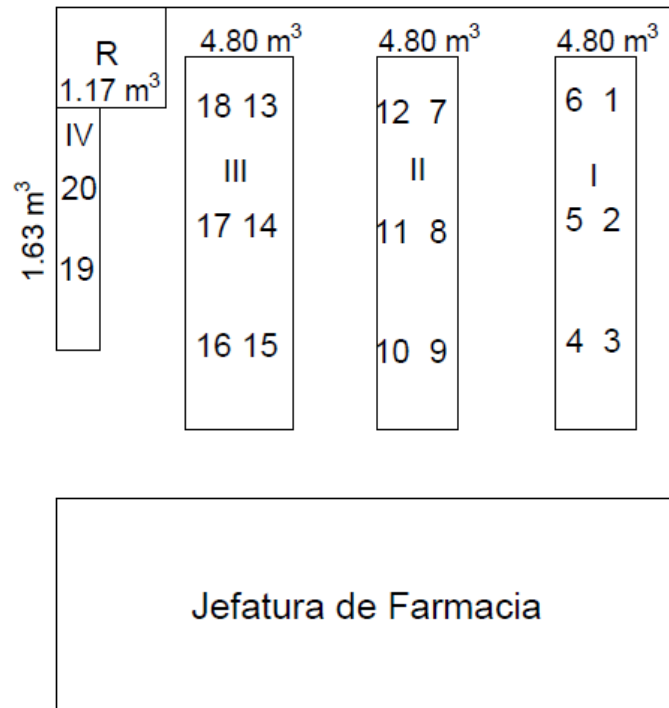 R
1.17 m³
IV
20
19
1.63 m³
4.80 m³
18 13
III
17 14
16 15
4.80 m³
12 7
II
11 8
10 9
4.80 m³
6 1
I
5 2
4 3
Jefatura de Farmacia